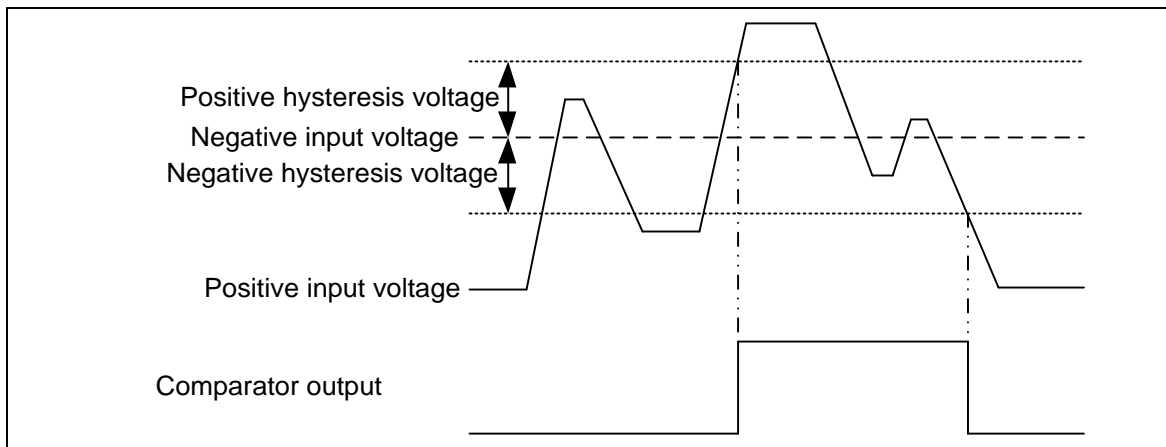 Positive hysteresis voltage
Negative input voltage
Negative hysteresis voltage
Positive input voltage
Comparator output